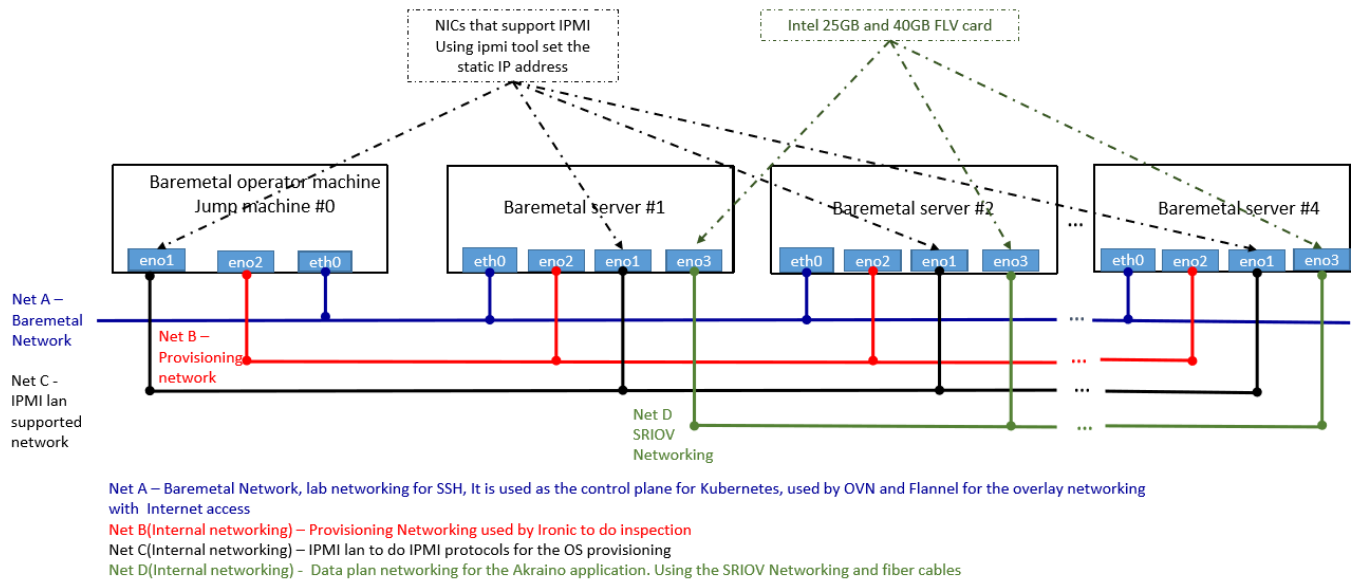 NICs that support IPMI
Using ipmi tool set the
static IP address
Intel 25GB and 40GB FLV card
Baremetal operator machine
Jump machine #0
Baremetal server #1
Baremetal server #2
...
Baremetal server #4
eno1
eno2
eth0
eth0
eno2
eno1
eno3
eth0
eno2
eno1
eno3
eth0
eno2
eno1
eno3
Net A –
Baremetal
Network
...
Net B –
Provisioning
network
...
Net C -
IPMI lan
supported
network
...
Net D
SRIOV
Networking
...
Net A – Baremetal Network, lab networking for SSH, It is used as the control plane for Kubernetes, used by OVN and Flannel for the overlay networking
with Internet access
Net B(Internal networking) – Provisioning Networking used by Ironic to do inspection
Net C(Internal networking) – IPMI lan to do IPMI protocols for the OS provisioning
Net D(Internal networking) - Data plan networking for the Akraino application. Using the SRIOV Networking and fiber cables